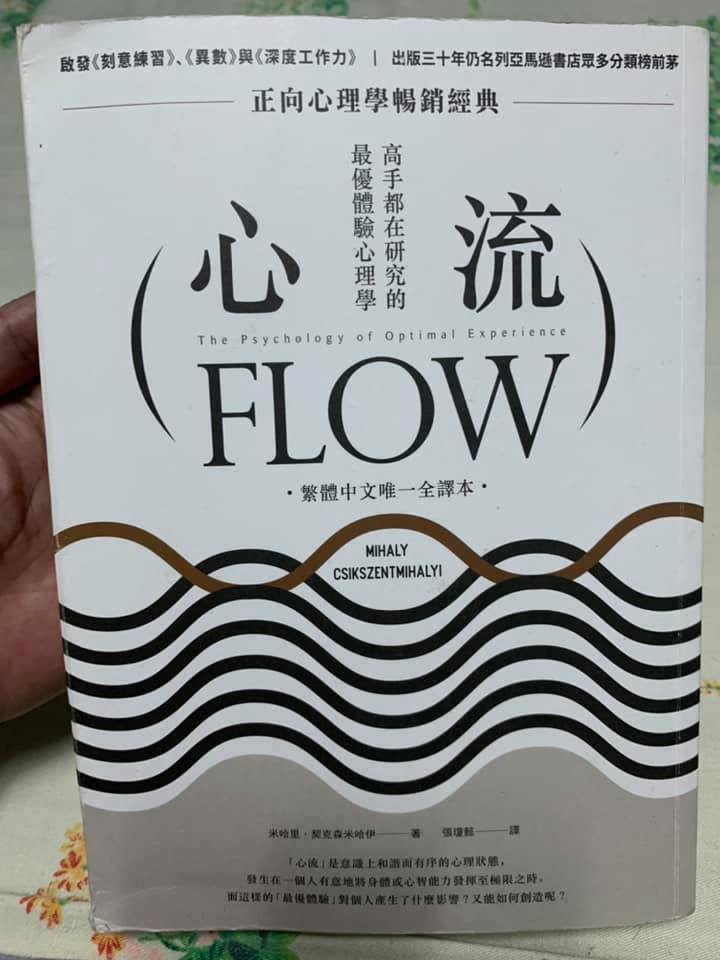 啟發《刻意練習》、《異數》與《深度工作力》 | 出版三十年仍名列亞馬遜書店眾多分類榜前茅
正向心理學暢銷經典
高手都在研究的
最優體驗心理學
心流
The Psychology of Optimal Experience
FLOW
・繁體中文唯一全譯本・
MIHALY
CSIKSZENTMIHALYI
米哈里・契克森米哈伊——著 張瓊懿——譯
「心流」是意識上和諧而有序的心理狀態，
發生在一個人有意地將身體或心智能力發揮至極限之時。
而這樣的「最優體驗」對個人產生了什麼影響？又能如何創造呢？